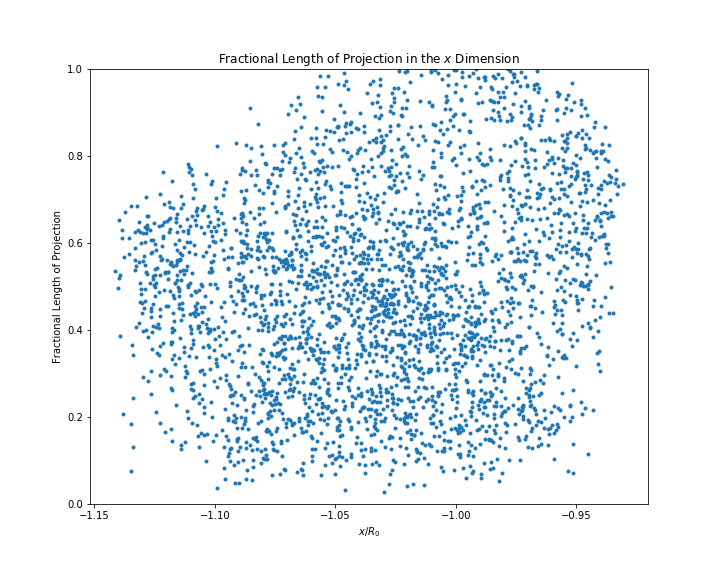 Fractional Length of Projection in the x Dimension
1.0
0.8
0.6
0.4
0.2
0.0
Fractional Length of Projection
−1.15 −1.10 −1.05 −1.00 −0.95
x/R₀